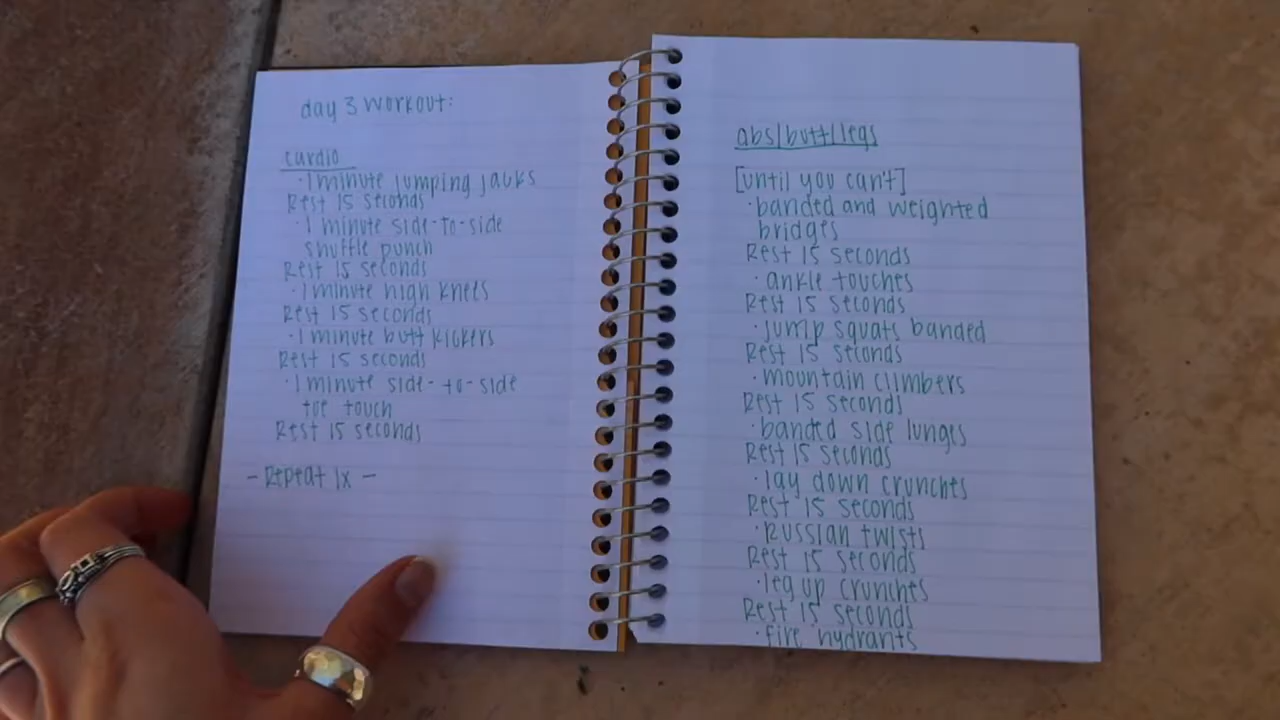 day 3 workout:
cardio
· 1 minute jumping jacks
Rest 15 seconds
· 1 minute side-to-side
shuffle punch
Rest 15 seconds
· 1 minute high knees
Rest 15 seconds
· 1 minute butt kickers
Rest 15 seconds
· 1 minute side-to-side
toe touch
Rest 15 seconds
- Repeat 1x -
abs/butt/legs
[until you can't]
· banded and weighted
bridges
Rest 15 seconds
· ankle touches
Rest 15 seconds
· jump squats banded
Rest 15 seconds
· mountain climbers
Rest 15 seconds
· banded side lunges
Rest 15 seconds
· lay down crunches
Rest 15 seconds
· Russian twists
Rest 15 seconds
· leg up crunches
Rest 15 seconds
· fire hydrants